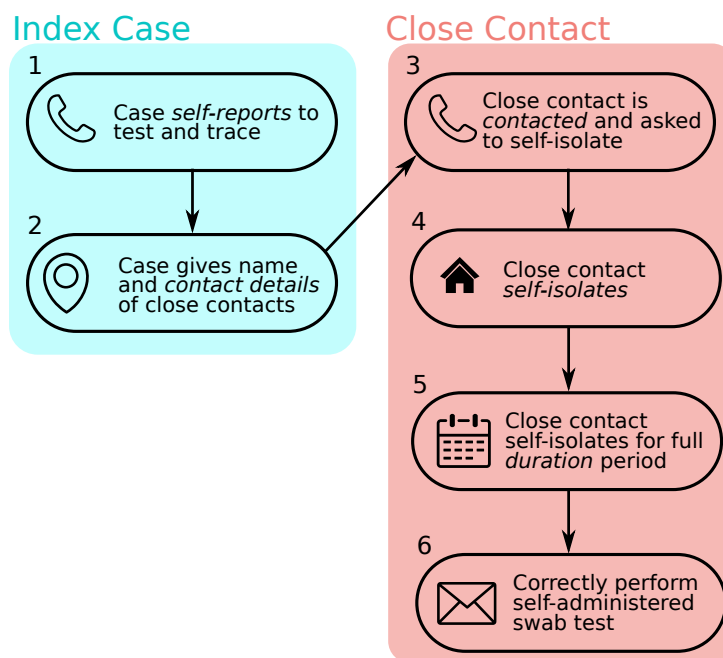 Index Case
1
Case self-reports to
test and trace
2
Case gives name
and contact details
of close contacts
Close Contact
3
Close contact is
contacted and asked
to self-isolate
4
Close contact
self-isolates
5
Close contact
self-isolates for full
duration period
6
Correctly perform
self-administered
swab test